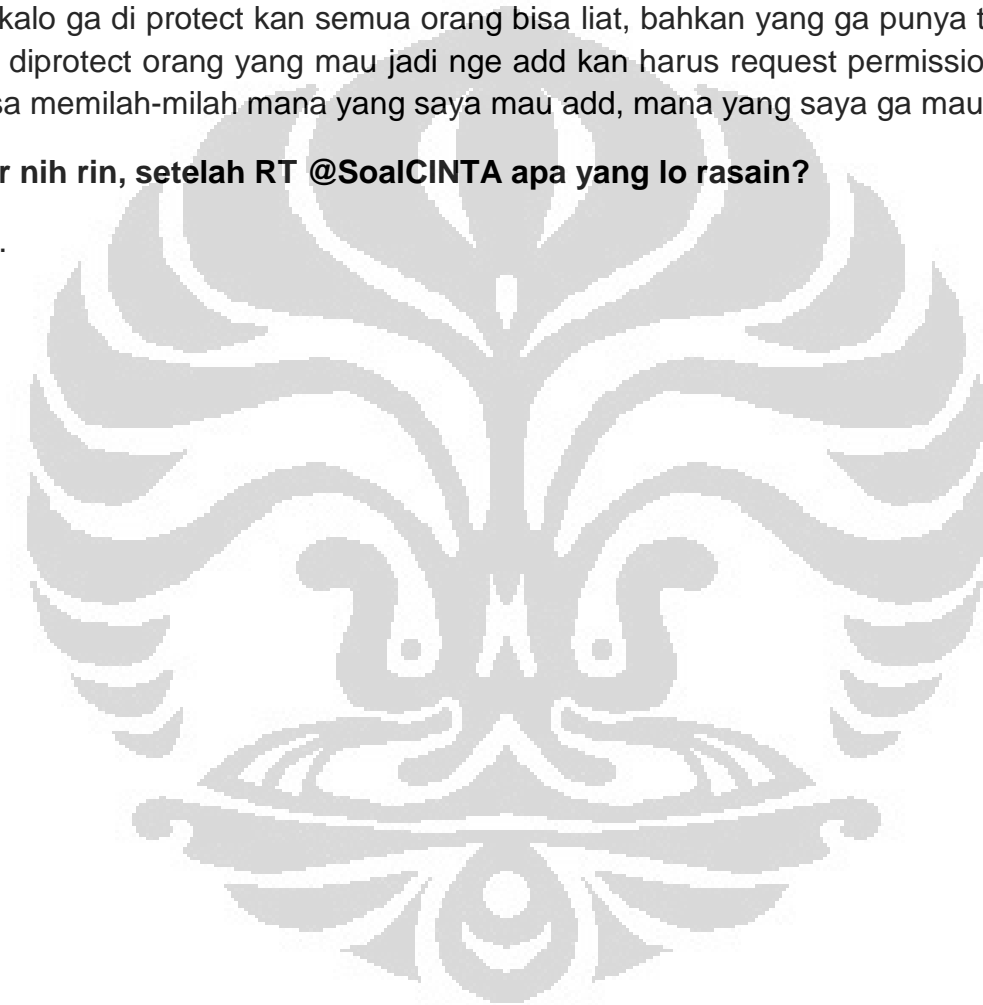 kalo ga di protect kan semua orang bisa liat, bahkan yang ga punya
diprotect orang yang mau jadi nge add kan harus request
memilah-milah mana yang saya mau add, mana yang saya ga mau
nih rin, setelah RT @SoalCINTA apa yang lo rasain?
.